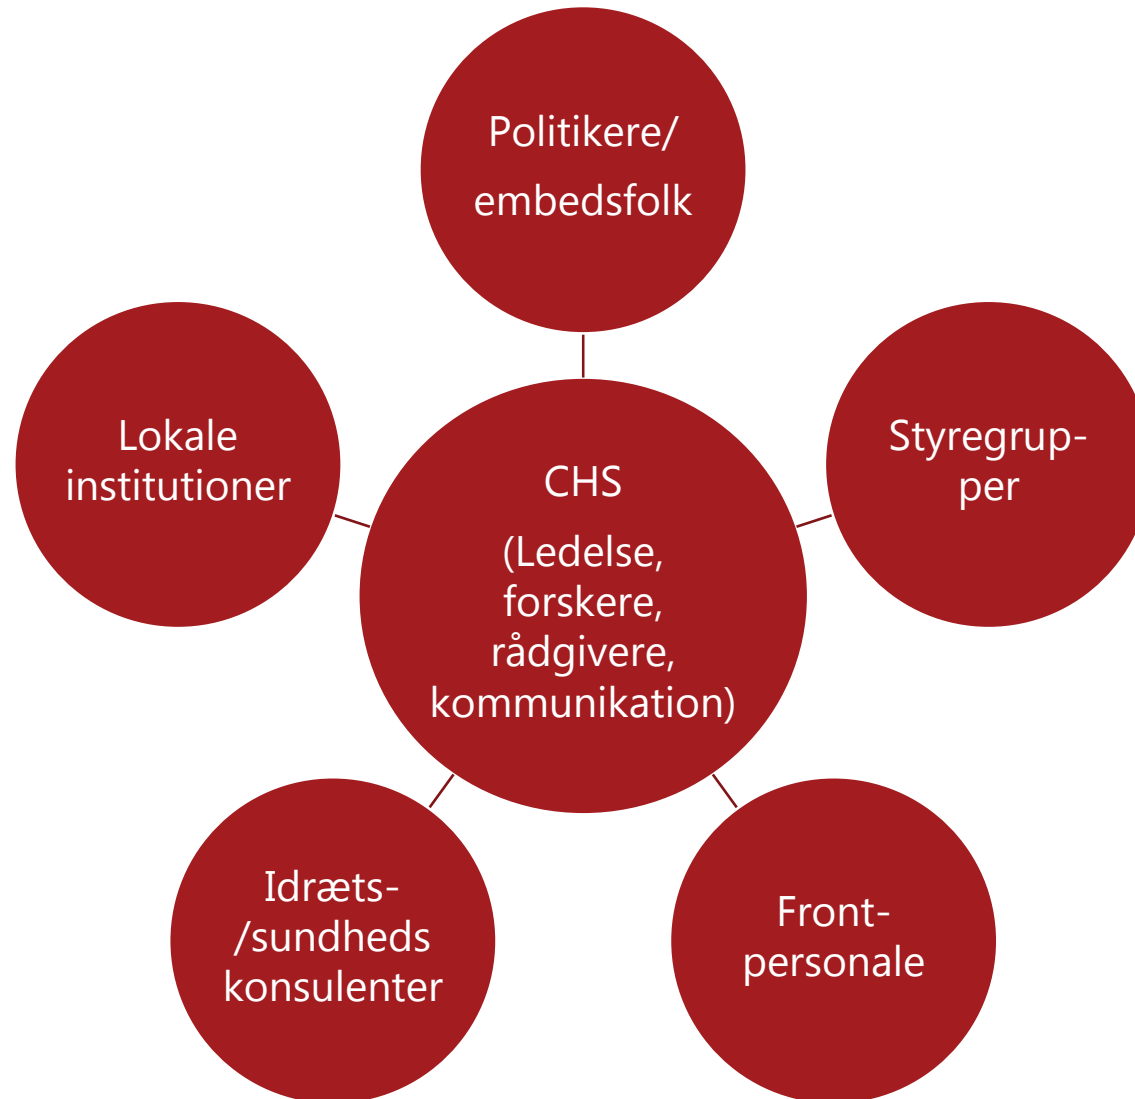 Politikere/
embedsfolk
Lokale
institutioner
Styregrup-
per
CHS
(Ledelse,
forskere,
rådgivere,
kommunikation)
Idræts-
/sundheds
konsulenter
Front-
personale